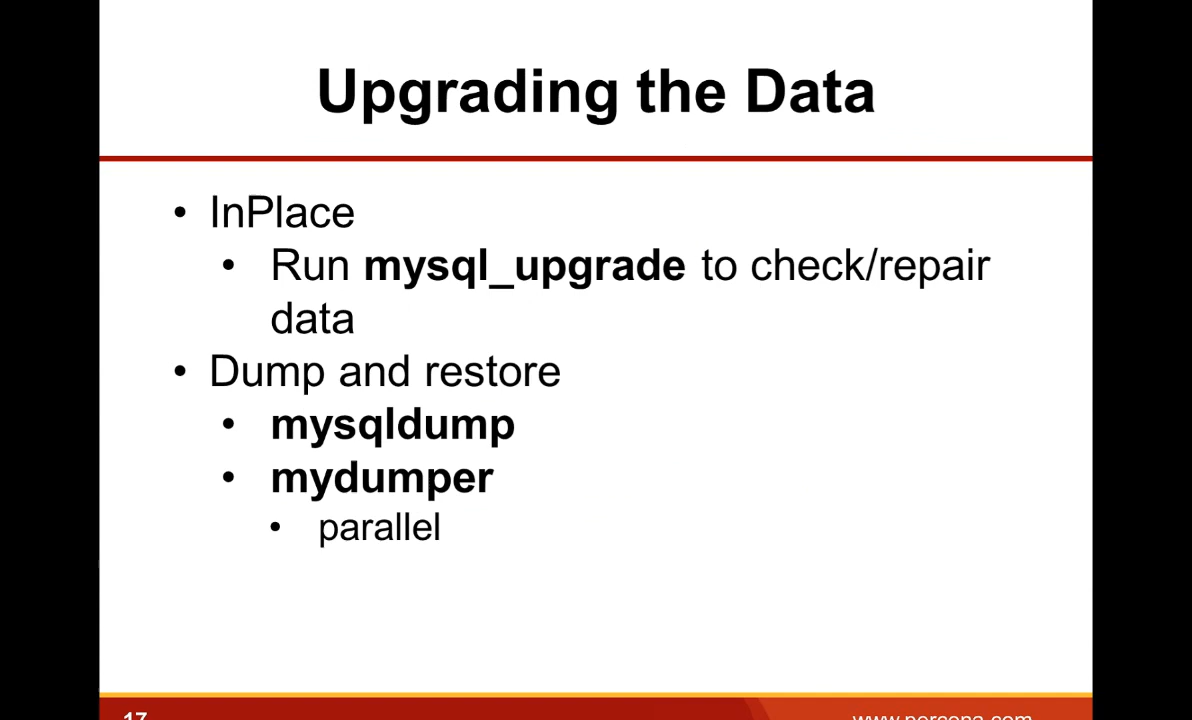 Upgrading the Data
• InPlace
• Run mysql_upgrade to check/repair
data
• Dump and restore
• mysqldump
• mydumper
• parallel
17
www.percona.com